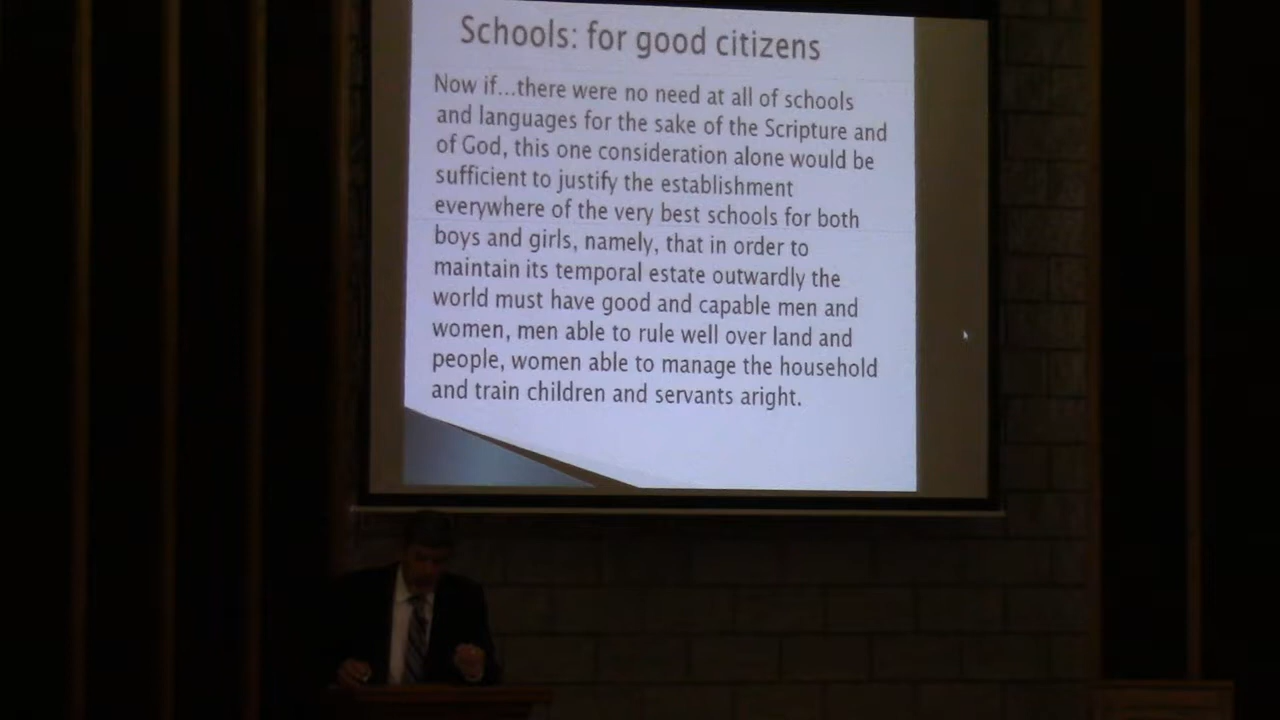 Schools: for good citizens
Now if...there were no need at all of schools
and languages for the sake of the Scripture and
of God, this one consideration alone would be
sufficient to justify the establishment
everywhere of the very best schools for both
boys and girls, namely, that in order to
maintain its temporal estate outwardly the
world must have good and capable men and
women, men able to rule well over land and
people, women able to manage the household
and train children and servants aright.